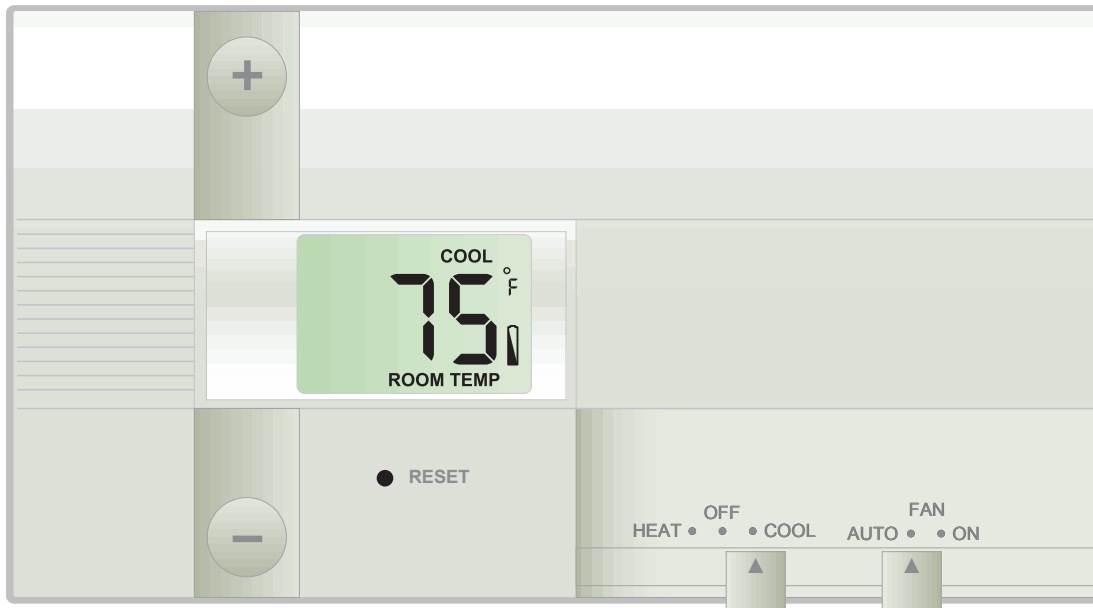 +
COOL
75°F
ROOM TEMP
−
RESET
OFF
HEAT • • • COOL
FAN
AUTO • • ON